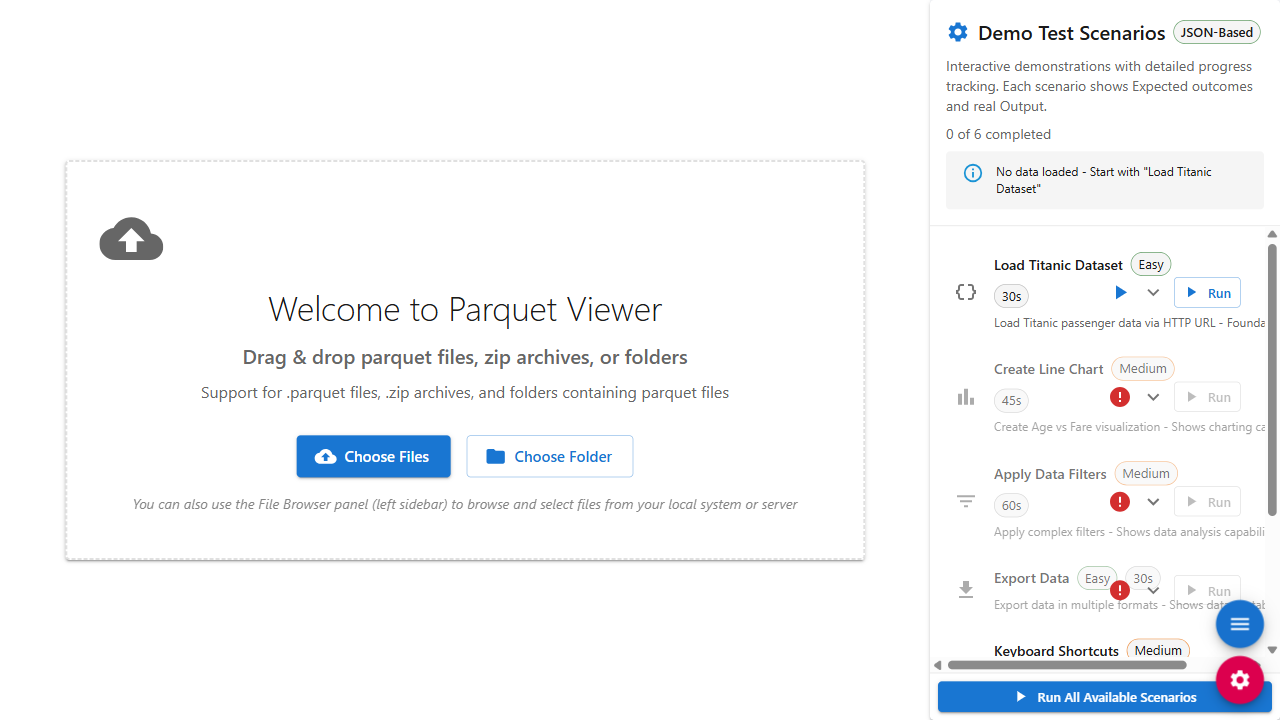 Welcome to Parquet Viewer
Drag & drop parquet files, zip archives, or folders
Support for .parquet files, .zip archives, and folders containing parquet files
Choose Files
Choose Folder
You can also use the File Browser panel (left sidebar) to browse and select files from your local system or server
Demo Test Scenarios
JSON-Based
Interactive demonstrations with detailed progress
tracking. Each scenario shows Expected outcomes
and real Output.
0 of 6 completed
No data loaded - Start with "Load Titanic
Dataset"
Load Titanic Dataset Easy
30s
Run
Load Titanic passenger data via HTTP URL - Founda
Create Line Chart Medium
45s
Run
Create Age vs Fare visualization - Shows charting ca
Apply Data Filters Medium
60s
Run
Apply complex filters - Shows data analysis capabili
Export Data Easy 30s
Run
Export data in multiple formats - Shows
Keyboard Shortcuts Medium
Run All Available Scenarios